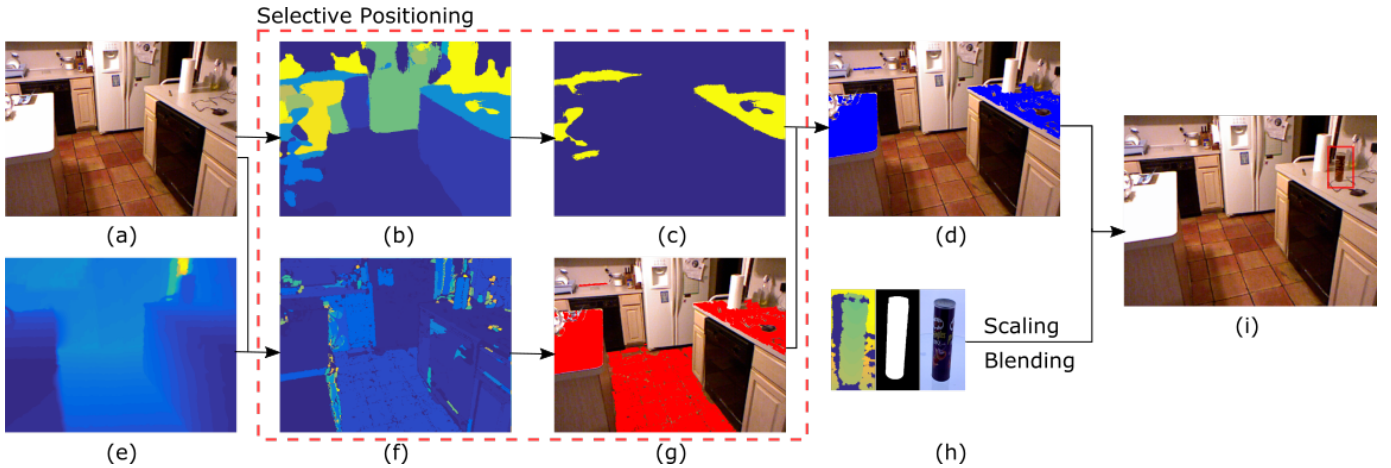 Selective Positioning
(a)
(b)
(c)
(d)
(e)
(f)
(g)
(h)
Scaling
Blending
(i)